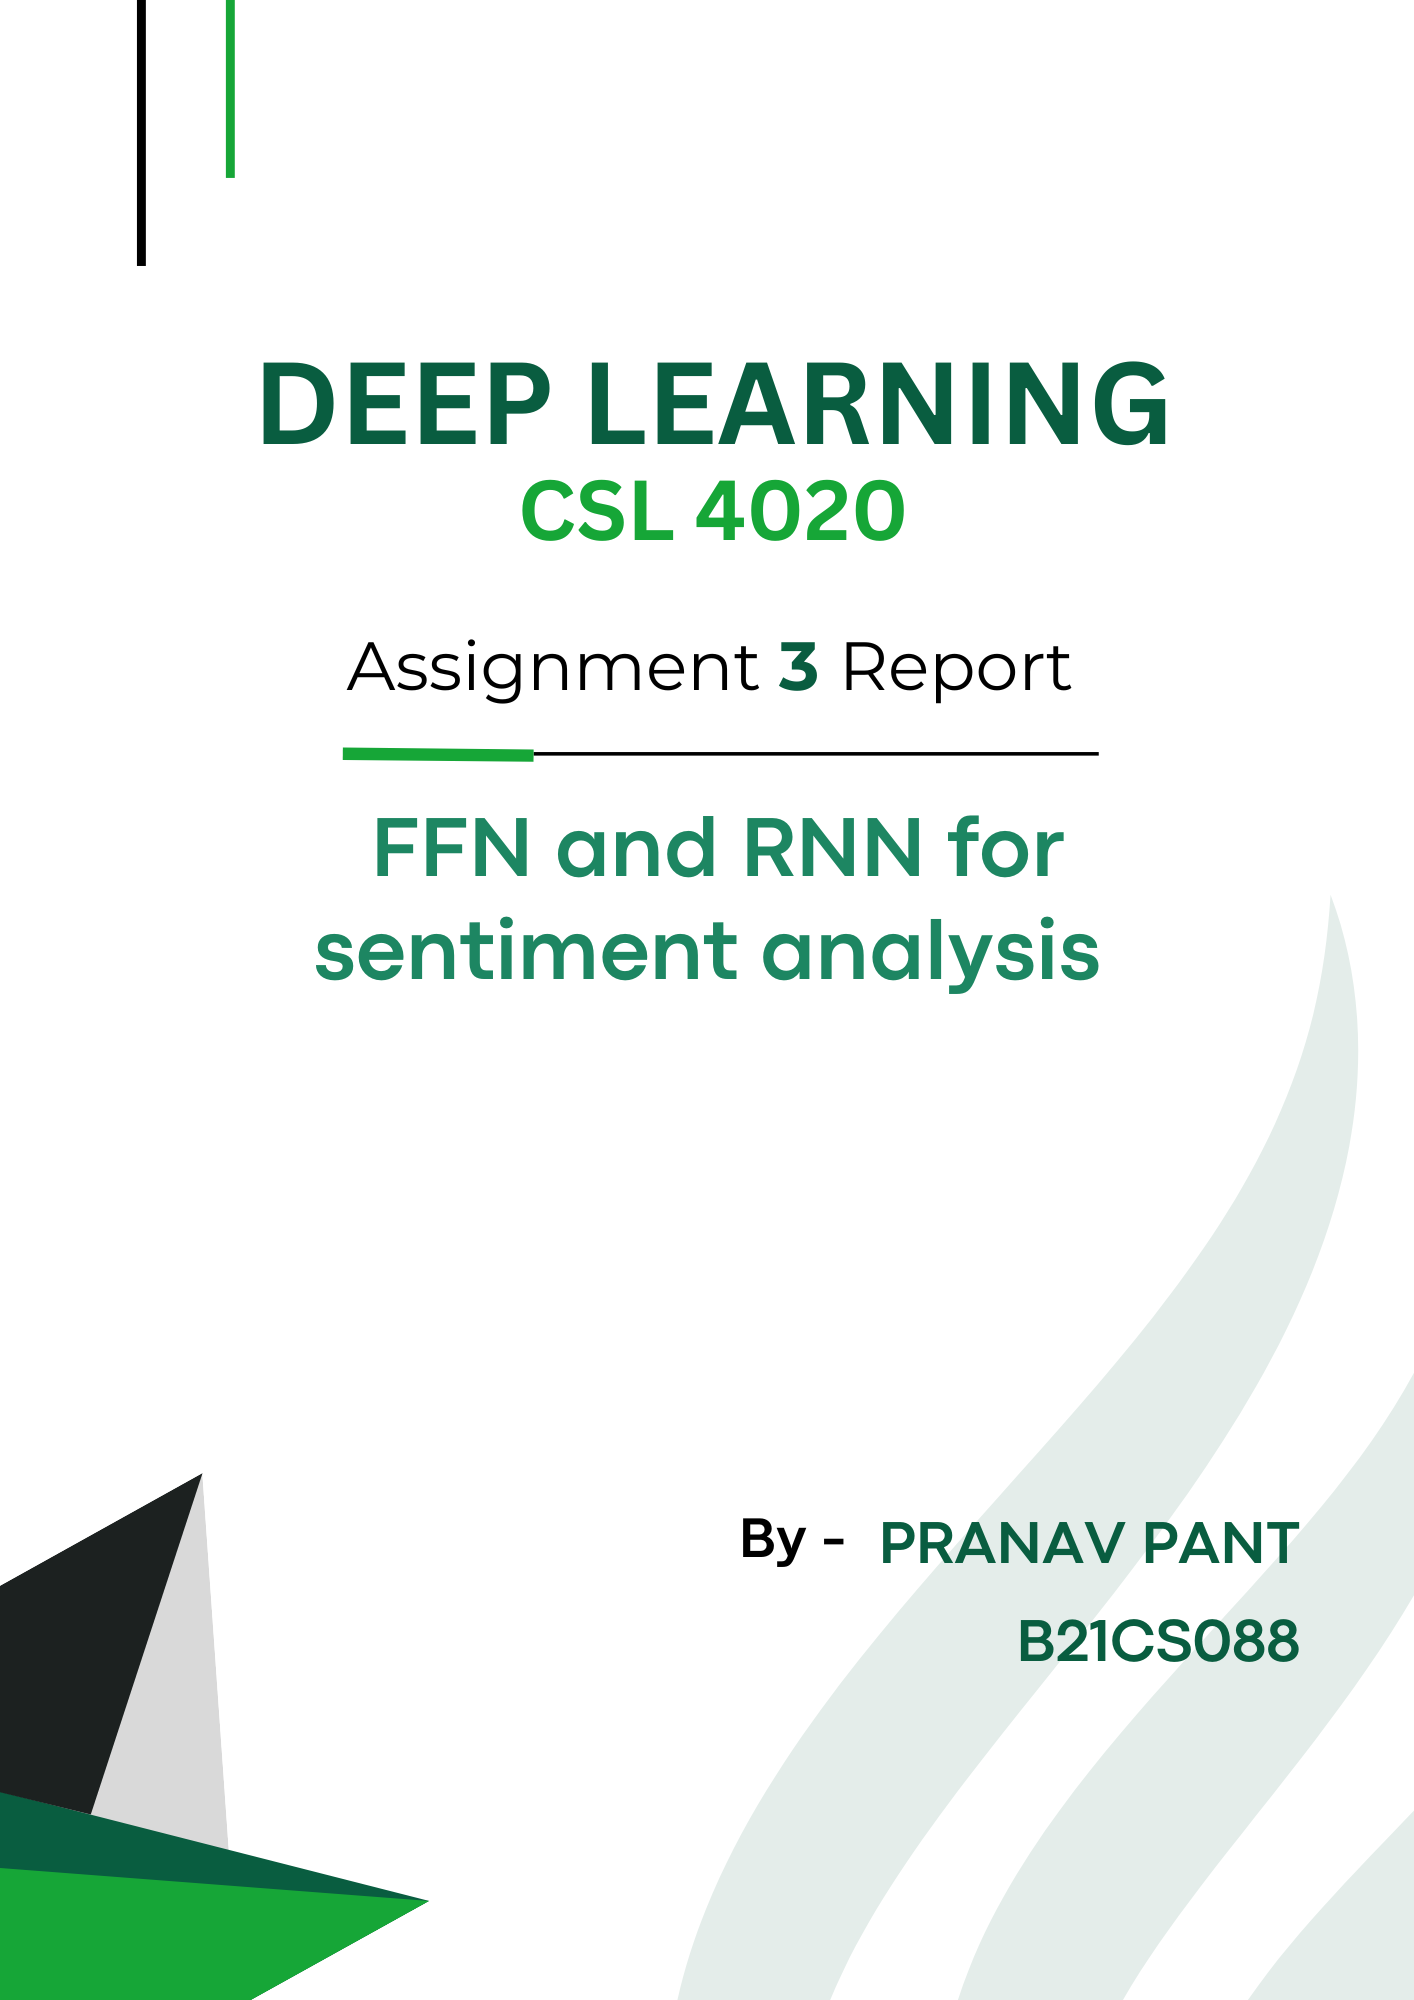 DEEP LEARNING
CSL 4020
Assignment 3 Report
FFN and RNN for
sentiment analysis
By - PRANAV PANT
B21CS088